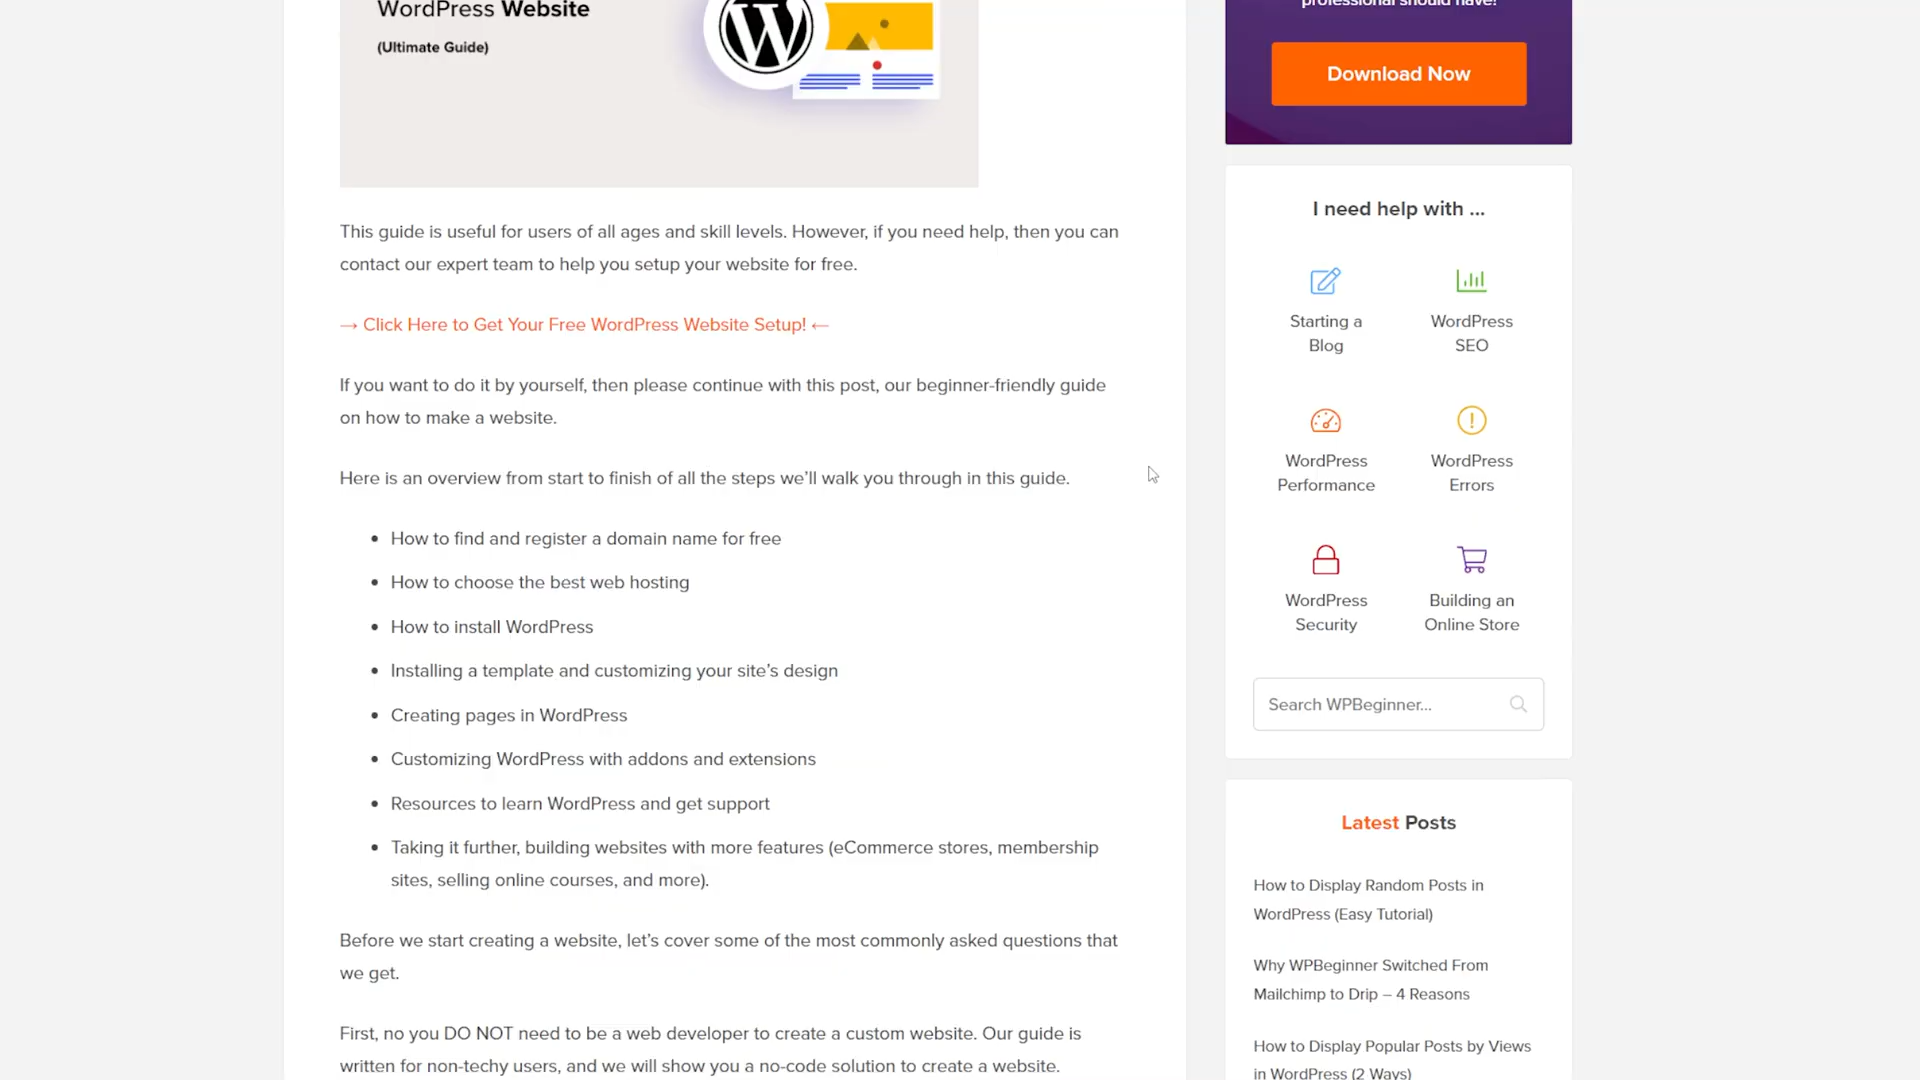 WordPress Website
(Ultimate Guide)
This guide is useful for users of all ages and skill levels. However, if you need help, then you can
contact our expert team to help you setup your website for free.
→ Click Here to Get Your Free WordPress Website Setup! ←
If you want to do it by yourself, then please continue with this post, our beginner-friendly guide
on how to make a website.
Here is an overview from start to finish of all the steps we’ll walk you through in this guide.
• How to find and register a domain name for free
• How to choose the best web hosting
• How to install WordPress
• Installing a template and customizing your site’s design
• Creating pages in WordPress
• Customizing WordPress with addons and extensions
• Resources to learn WordPress and get support
• Taking it further, building websites with more features (eCommerce stores, membership
sites, selling online courses, and more).
Before we start creating a website, let’s cover some of the most commonly asked questions that
we get.
First, no you DO NOT need to be a web developer to create a custom website. Our guide is
written for non-techy users, and we will show you a no-code solution to create a website.
professional should have!
Download Now
I need help with ...
Starting a
Blog
WordPress
SEO
WordPress
Performance
WordPress
Errors
WordPress
Security
Building an
Online Store
Search WPBeginner...
Latest Posts
How to Display Random Posts in
WordPress (Easy Tutorial)
Why WPBeginner Switched From
Mailchimp to Drip – 4 Reasons
How to Display Popular Posts by Views
in WordPress (2 Ways)